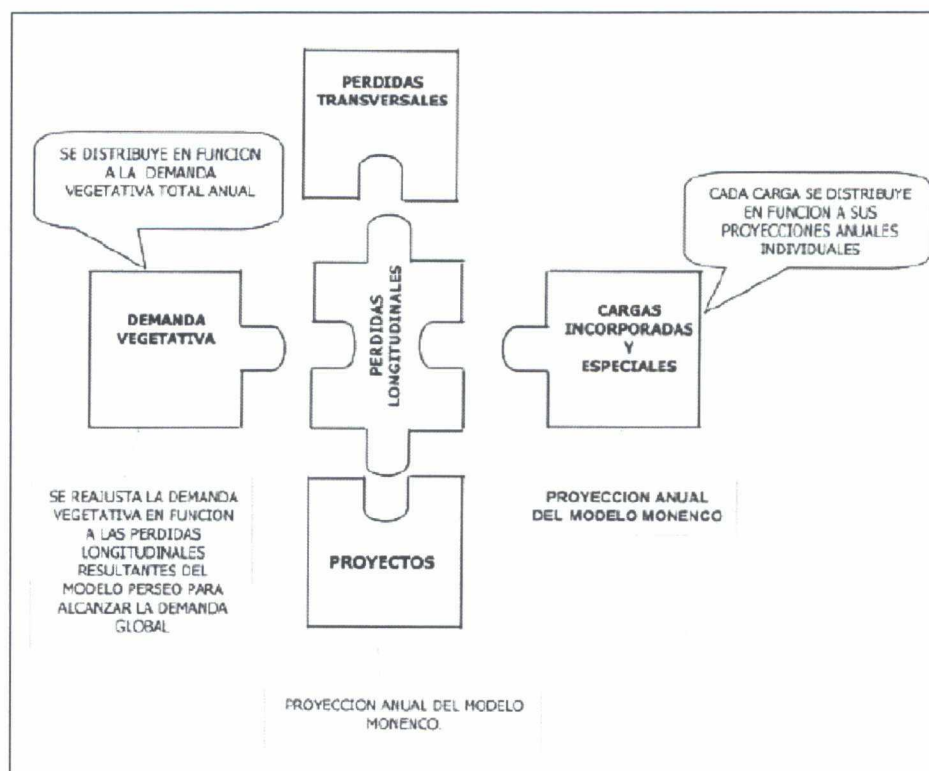 PERDIDAS
TRANSVERSALES
SE DISTRIBUYE EN FUNCION
A LA DEMANDA
VEGETATIVA TOTAL ANUAL
CADA CARGA SE DISTRIBUYE
EN FUNCION A SUS
PROYECCIONES ANUALES
INDIVIDUALES
DEMANDA
VEGETATIVA
PERDIDAS
LONGITUDINALES
CARGAS
INCORPORADAS
Y
ESPECIALES
SE REAJUSTA LA DEMANDA
VEGETATIVA EN FUNCION
A LAS PERDIDAS
LONGITUDINALES
RESULTANTES DEL
MODELO PERSEO PARA
ALCANZAR LA DEMANDA
GLOBAL
PROYECCION ANUAL
DEL MODELO MONENCO
PROYECTOS
PROYECCION ANUAL DEL MODELO
MONENCO.